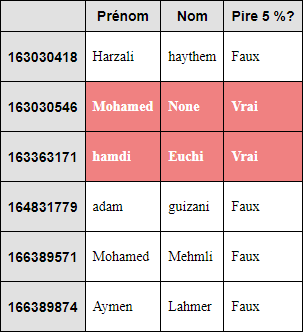 Prénom Nom Pire 5 %?
163030418 Harzali haythem Faux
163030546 Mohamed None Vrai
163363171 hamdi Euchi Vrai
164831779 adam guizani Faux
166389571 Mohamed Mehmli Faux
166389874 Aymen Lahmer Faux